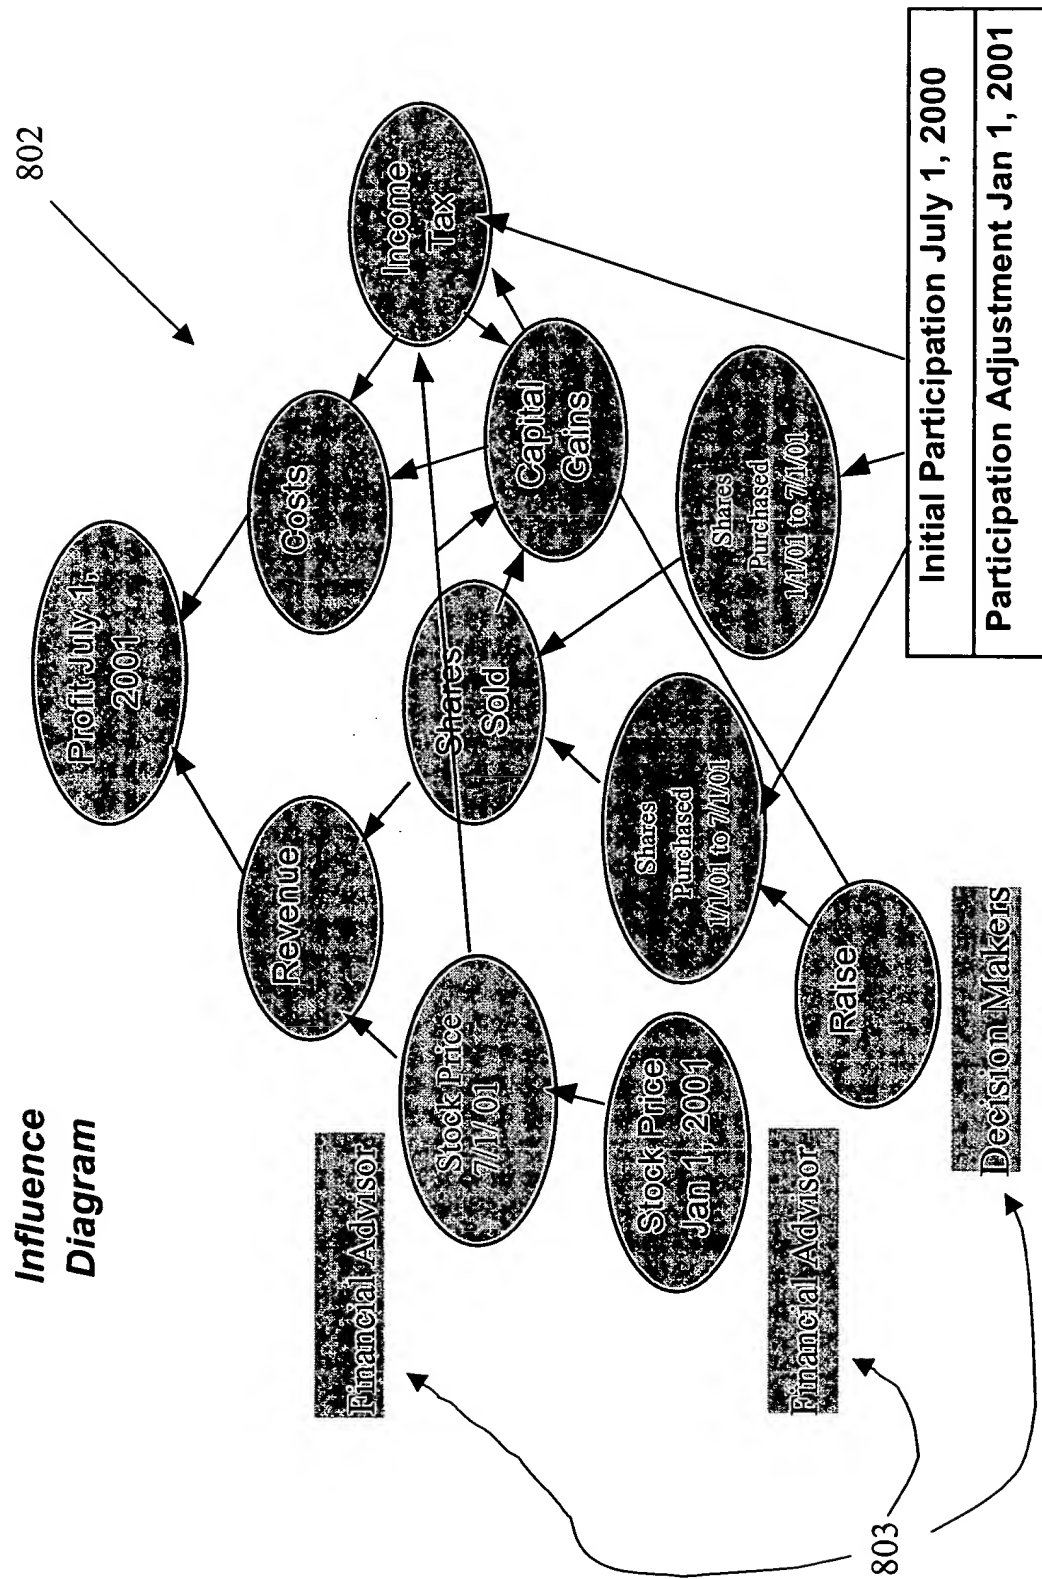 Influence
Diagram
802
Profit July 1,
2001
Revenue
Costs
Income
Tax
Shares
Sold
Capital
Gains
Financial Advisor
Stock Price
7/1/01
Shares
Purchased
1/1/01 to 7/1/01
Shares
Purchased
1/1/01 to 7/1/01
Stock Price
Jan 1, 2001
Financial Advisor
Raise
Decision Makers
803
Initial Participation July 1, 2000
Participation Adjustment Jan 1, 2001